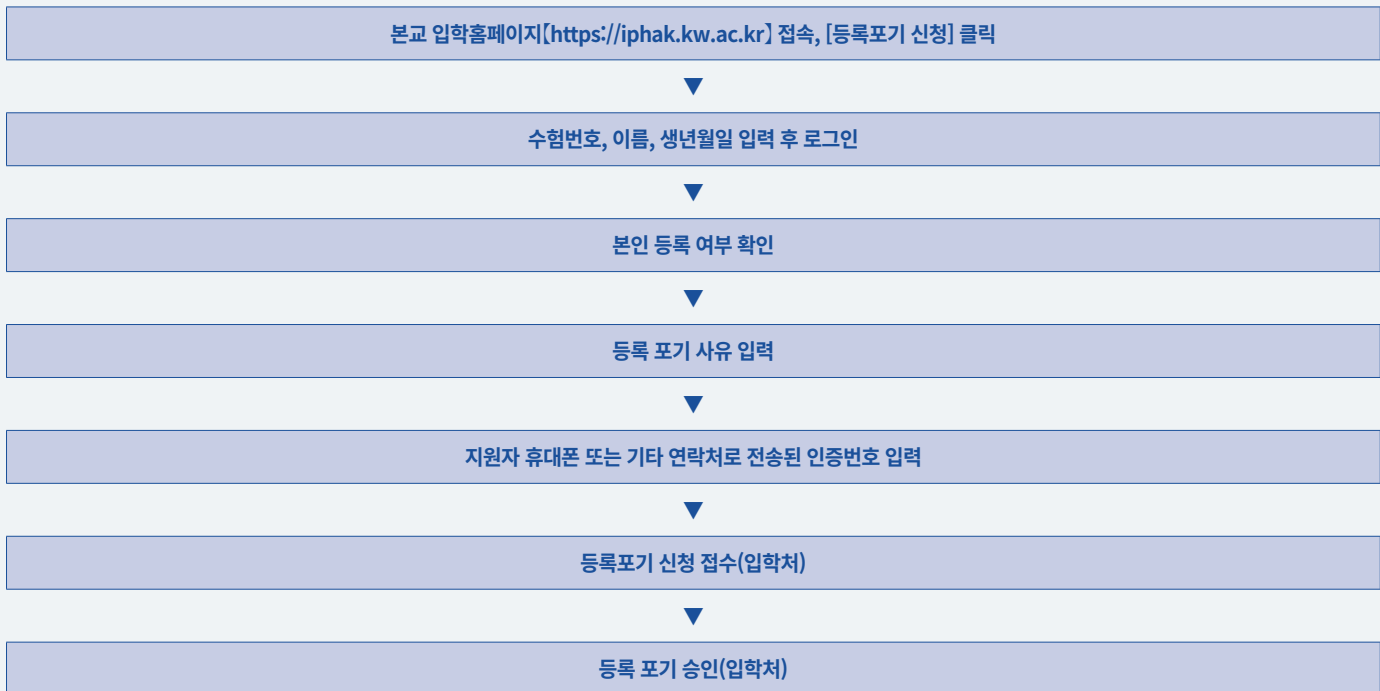 본교 입학홈페이지【https://iphak.kw.ac.kr】 접속, [등록포기 신청] 클릭
▼
수험번호, 이름, 생년월일 입력 후 로그인
▼
본인 등록 여부 확인
▼
등록 포기 사유 입력
▼
지원자 휴대폰 또는 기타 연락처로 전송된 인증번호 입력
▼
등록포기 신청 접수(입학처)
▼
등록 포기 승인(입학처)